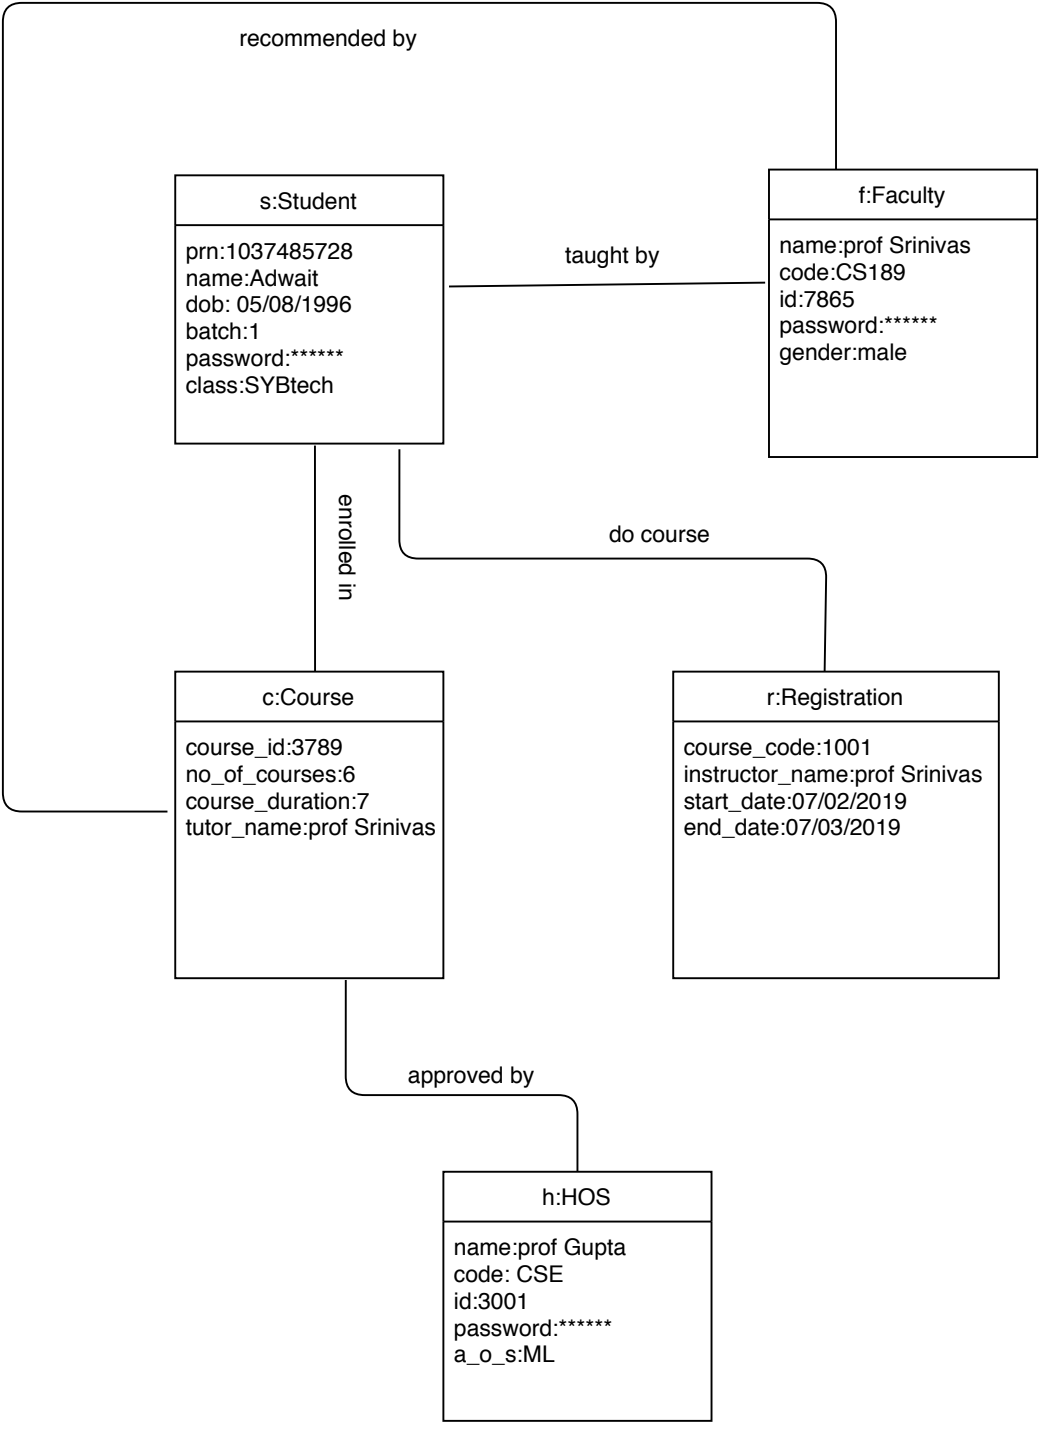 recommended by
s:Student
prn:1037485728
name:Adwait
dob: 05/08/1996
batch:1
password:******
class:SYBtech
taught by
f:Faculty
name:prof Srinivas
code:CS189
id:7865
password:******
gender:male
enrolled in
do course
c:Course
course_id:3789
no_of_courses:6
course_duration:7
tutor_name:prof Srinivas
r:Registration
course_code:1001
instructor_name:prof Srinivas
start_date:07/02/2019
end_date:07/03/2019
approved by
h:HOS
name:prof Gupta
code: CSE
id:3001
password:******
a_o_s:ML